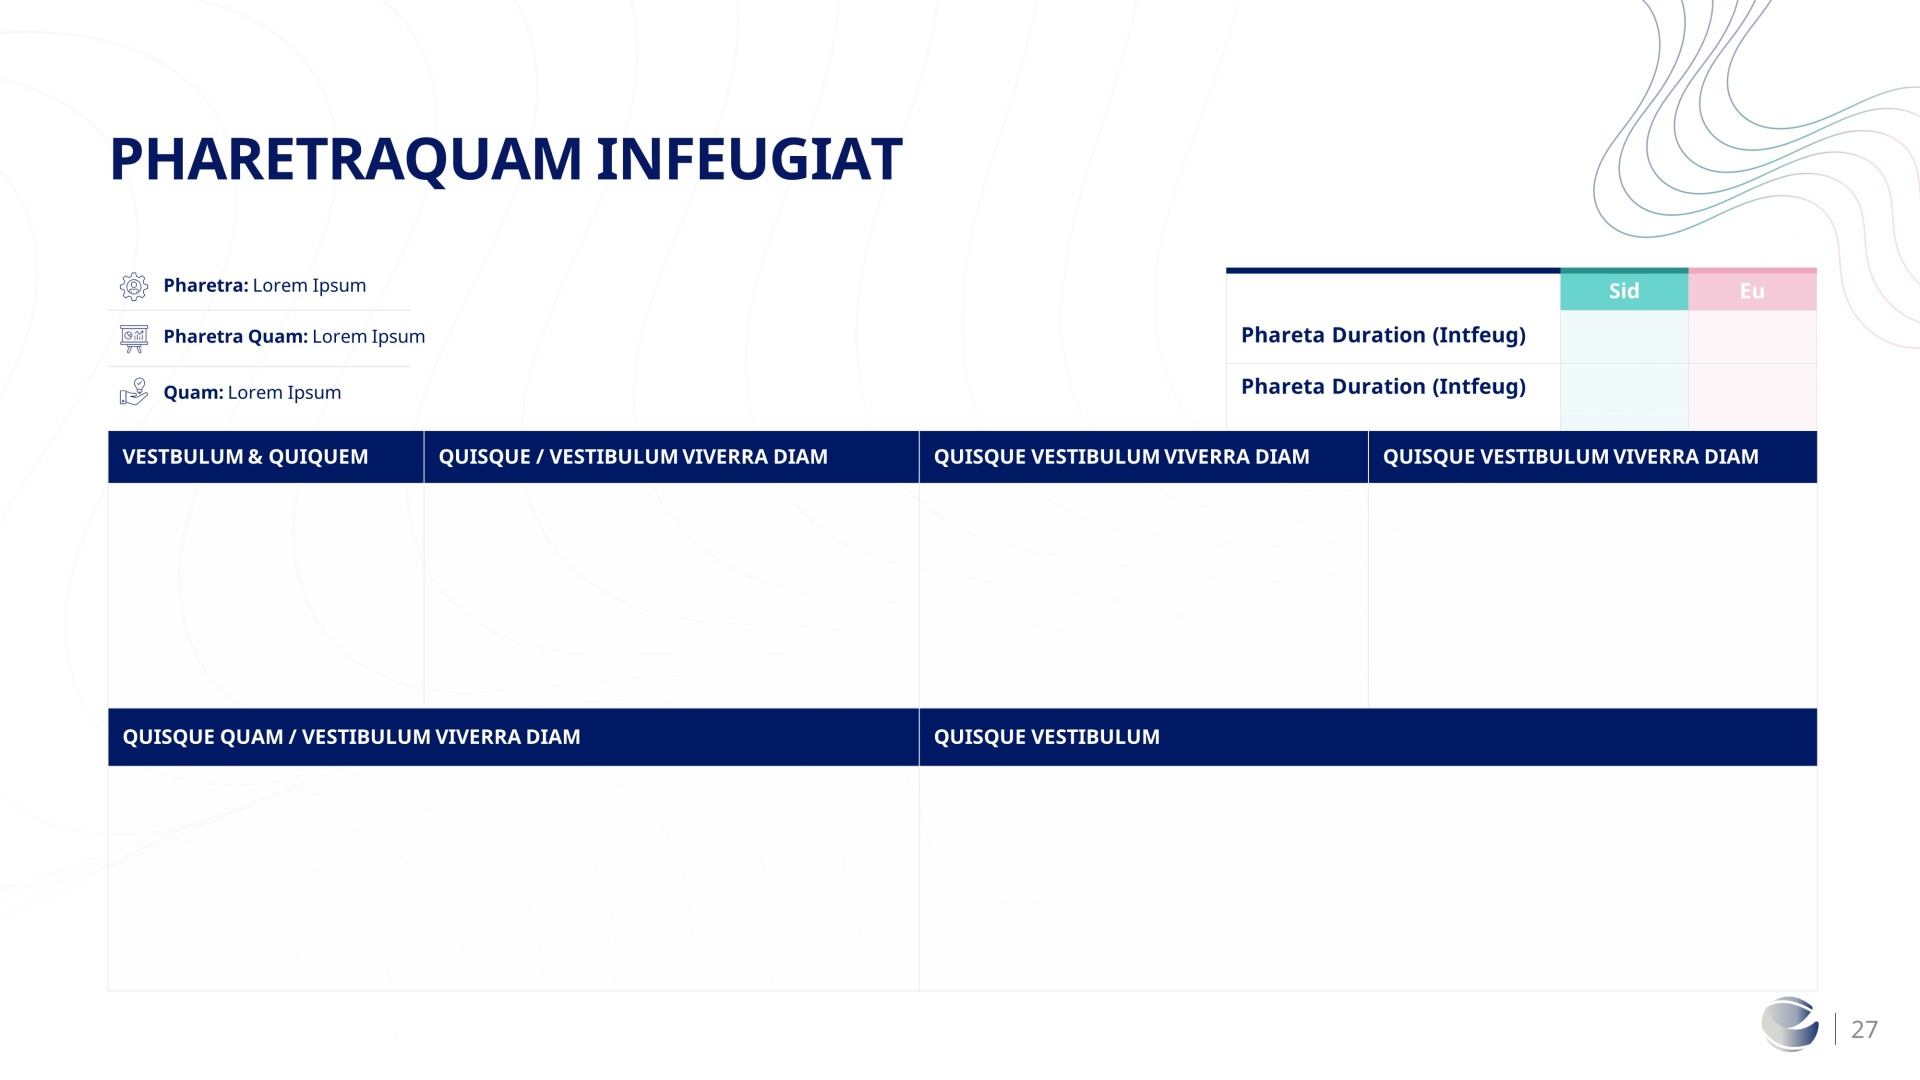 PHARETRAQUAM INFEUGIAT
Pharetra: Lorem Ipsum
Pharetra Quam: Lorem Ipsum
Quam: Lorem Ipsum
Sid Eu
Phareta Duration (Intfeug)
Phareta Duration (Intfeug)
VESTBULUM & QUIQUEM QUISQUE / VESTIBULUM VIVERRA DIAM QUISQUE VESTIBULUM VIVERRA DIAM QUISQUE VESTIBULUM VIVERRA DIAM
QUISQUE QUAM / VESTIBULUM VIVERRA DIAM QUISQUE VESTIBULUM
27